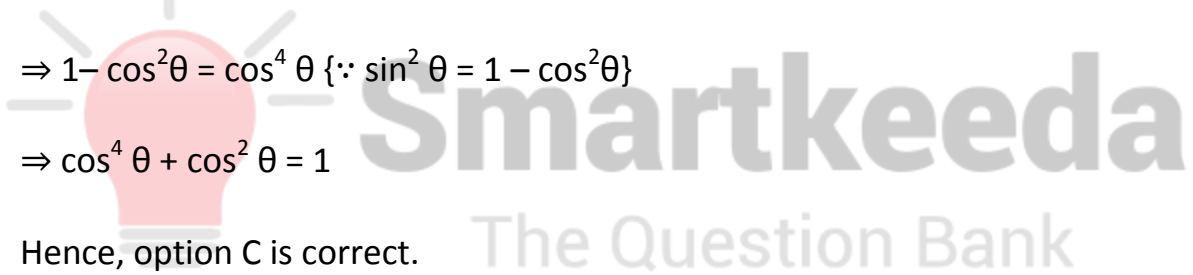 ⇒ 1– cos²θ = cos⁴ θ {∵ sin² θ = 1 – cos²θ}
⇒ cos⁴ θ + cos² θ = 1
Hence, option C is correct.
Smartkeeda
The Question Bank